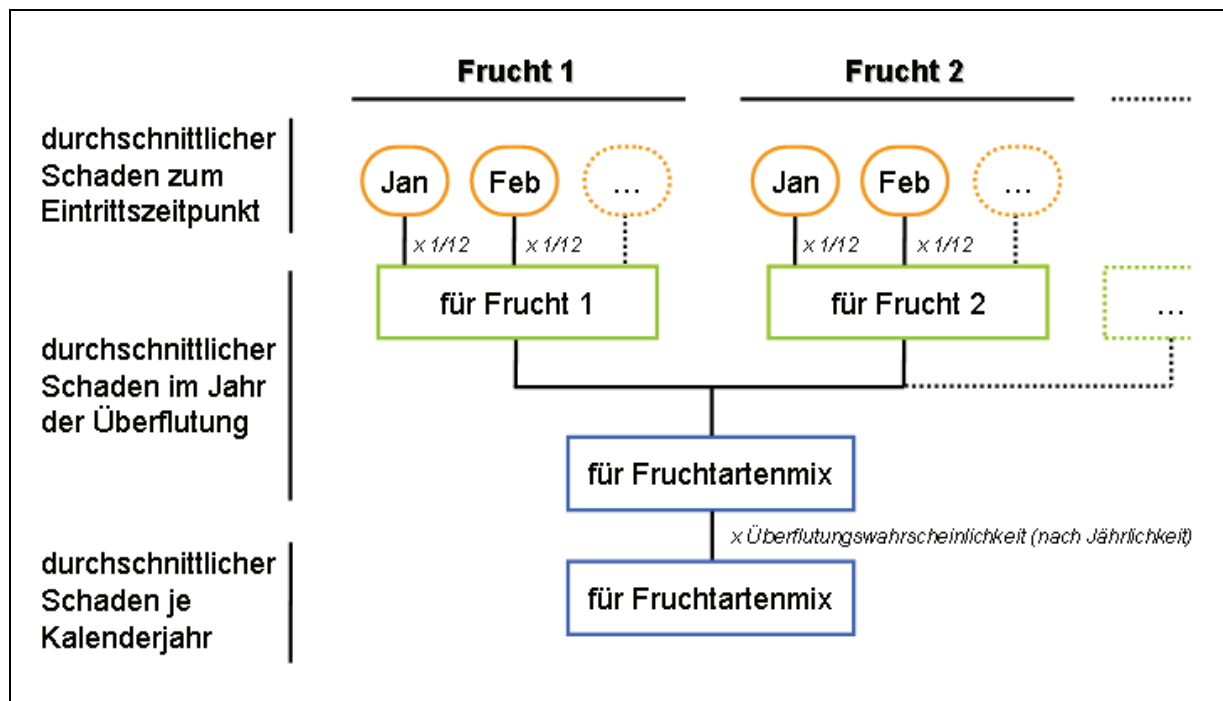 Frucht 1 Frucht 2
durchschnittlicher
Schaden zum
Eintrittszeitpunkt
Jan Feb ... Jan Feb ...
x 1/12 x 1/12 x 1/12 x 1/12
für Frucht 1 für Frucht 2 ...
durchschnittlicher
Schaden im Jahr
der Überflutung
für Fruchtartenmix
x Überflutungswahrscheinlichkeit (nach Jährlichkeit)
durchschnittlicher
Schaden je
Kalenderjahr
für Fruchtartenmix